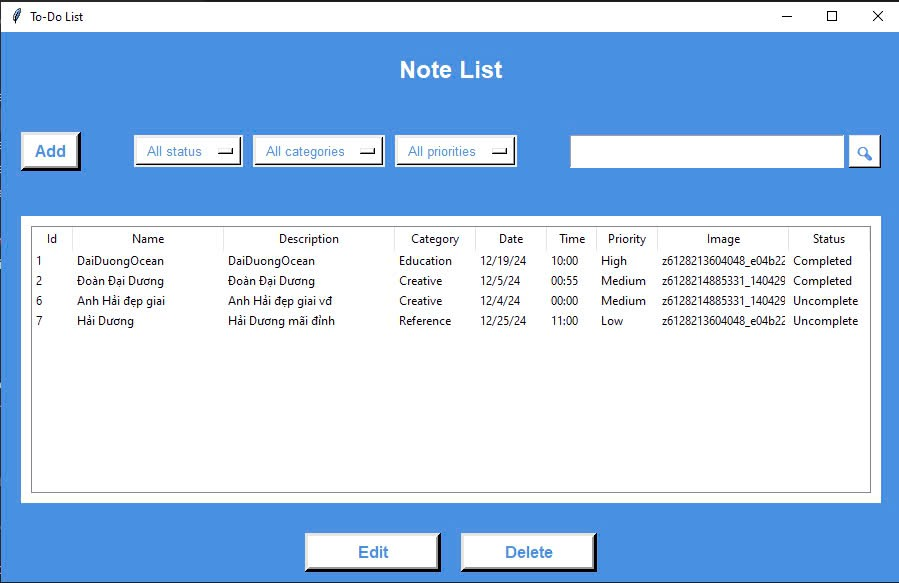 To-Do List
Note List
Add All status All categories All priorities
Id Name Description Category Date Time Priority Image Status
1 DaiDuongOcean DaiDuongOcean Education 12/19/24 10:00 High z6128213604048_e04b22 Completed
2 Đoàn Đại Dương Đoàn Đại Dương Creative 12/5/24 00:55 Medium z6128214885331_140429 Completed
6 Anh Hải đẹp giai Anh Hải đẹp giai vđ Creative 12/4/24 00:00 Medium z6128214885331_140429 Uncomplete
7 Hải Dương Hải Dương mãi đỉnh Reference 12/25/24 11:00 Low z6128213604048_e04b22 Uncomplete
Edit Delete